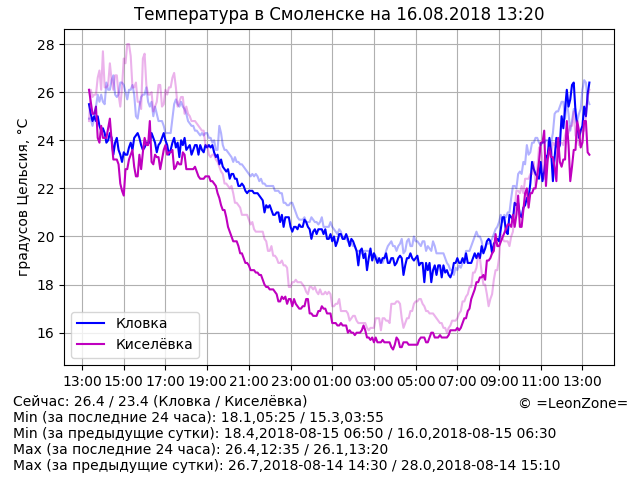 Температура в Смоленске на 16.08.2018 13:20
градусов Цельсия, °C
28
26
24
22
20
18
16
Кловка
Киселёвка
13:00 15:00 17:00 19:00 21:00 23:00 01:00 03:00 05:00 07:00 09:00 11:00 13:00
Сейчас: 26.4 / 23.4 (Кловка / Киселёвка)
© =LeonZone=
Min (за последние 24 часа): 18.1,05:25 / 15.3,03:55
Min (за предыдущие сутки): 18.4,2018-08-15 06:50 / 16.0,2018-08-15 06:30
Max (за последние 24 часа): 26.4,12:35 / 26.1,13:20
Max (за предыдущие сутки): 26.7,2018-08-14 14:30 / 28.0,2018-08-14 15:10